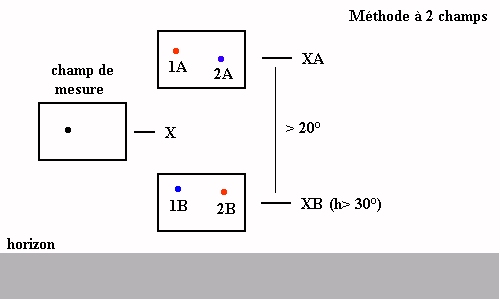 Méthode à 2 champs
1A
2A
XA
champ de
mesure
X
> 20°
1B
2B
XB (h> 30°)
horizon